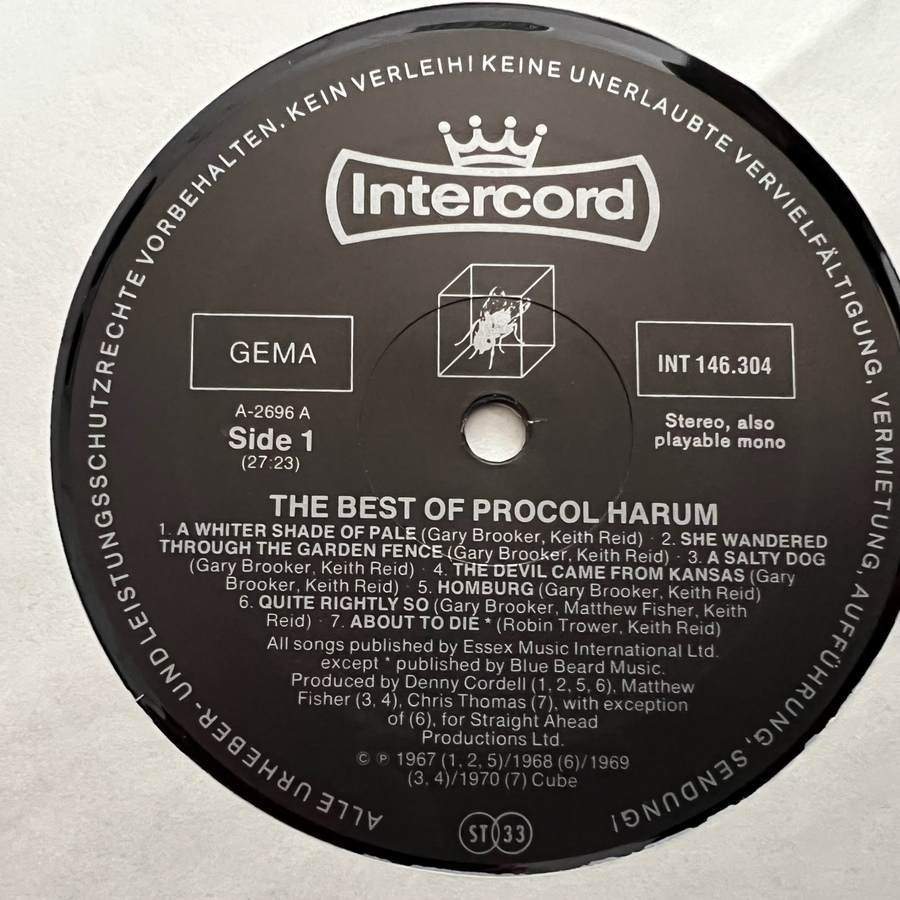 ALLE URHEBER- UND LEISTUNGSSCHUTZRECHTE VORBEHALTEN. KEIN VERLEIH! KEINE UNERLAUBTE VERVIELFÄLTIGUNG, VERMIETUNG, AUFFÜHRUNG, SENDUNG!
Intercord
GEMA
INT 146.304
A-2696 A
Side 1
(27:23)
Stereo, also
playable mono
THE BEST OF PROCOL HARUM
1. A WHITER SHADE OF PALE (Gary Brooker, Keith Reid) · 2. SHE WANDERED
THROUGH THE GARDEN FENCE (Gary Brooker, Keith Reid) · 3. A SALTY DOG
(Gary Brooker, Keith Reid) · 4. THE DEVIL CAME FROM KANSAS (Gary
Brooker, Keith Reid) · 5. HOMBURG (Gary Brooker, Keith Reid)
6. QUITE RIGHTLY SO (Gary Brooker, Matthew Fisher, Keith
Reid) · 7. ABOUT TO DIE * (Robin Trower, Keith Reid)
All songs published by Essex Music International Ltd.
except * published by Blue Beard Music.
Produced by Denny Cordell (1, 2, 5, 6), Matthew
Fisher (3, 4), Chris Thomas (7), with exception
of (6), for Straight Ahead
Productions Ltd.
© ℗ 1967 (1, 2, 5)/1968 (6)/1969
(3, 4)/1970 (7) Cube
ST 33